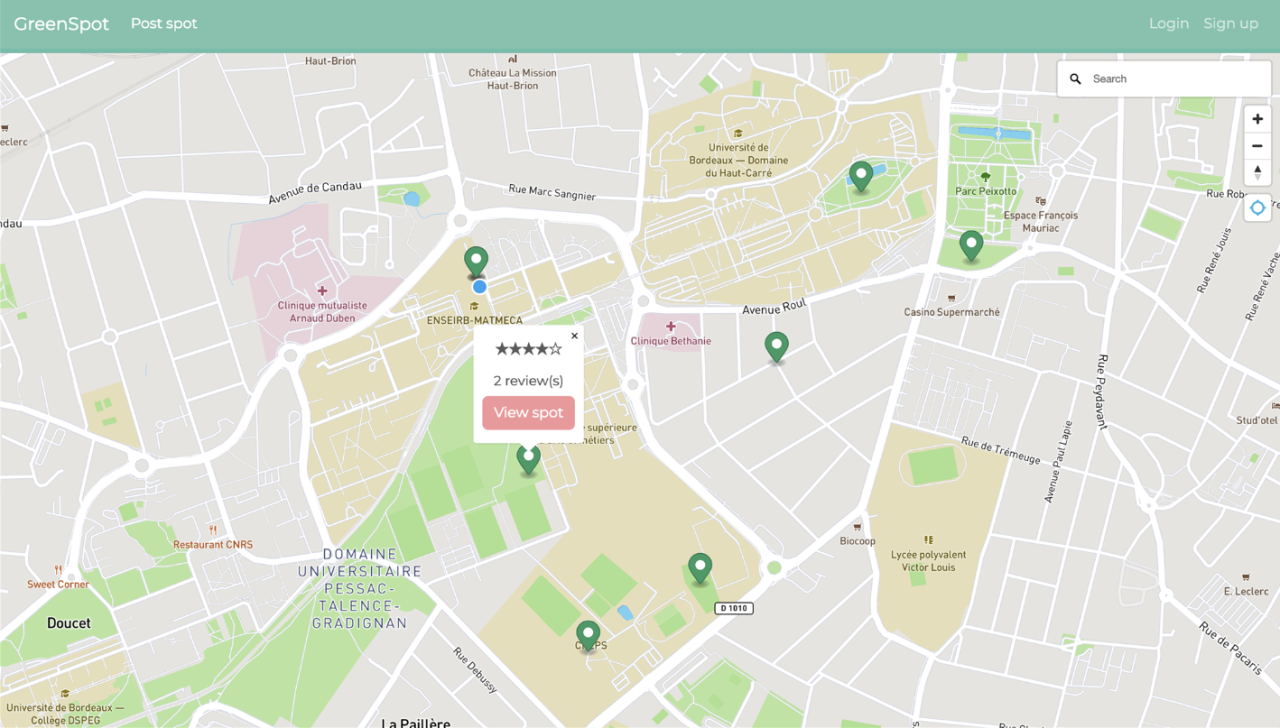 GreenSpot
Post spot
Login
Sign up
Haut-Brion
Château La Mission
Haut-Brion
Search
eclerc
Université de
Bordeaux — Domaine
du Haut-Carré
Avenue de Candau
Rue Marc Sangnier
Parc Peixotto
Espace François
Mauriac
Rue Rob
ndau
Rue René Jouis
Rue René Vache
Clinique mutualiste
Arnaud Duben
ENSEIRB-MATMECA
Avenue Roul
Casino Supermarché
Clinique Bethanie
×
★★★★☆
2 review(s)
View spot
supérieure
métiers
Rue Peydavant
Avenue Paul Lapie
Stud'otel
Rue de Trémeuge
Restaurant CNRS
Biocoop
Lycée polyvalent
Victor Louis
Sweet Corner
DOMAINE
UNIVERSITAIRE
PESSAC-
TALENCE-
GRADIGNAN
E. Leclerc
D 1010
Doucet
Rue Debussy
Rue de Pacaris
Université de Bordeaux —
Collège DSPEG
La Paillère